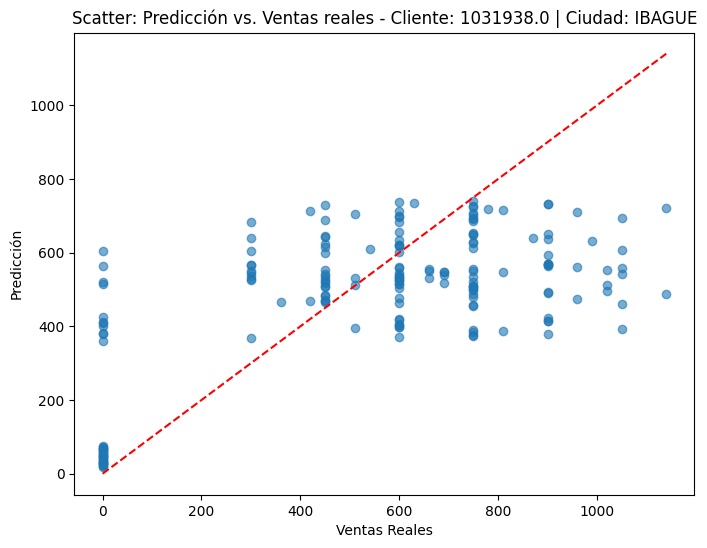 Scatter: Predicción vs. Ventas reales - Cliente: 1031938.0 | Ciudad: IBAGUE
1000
800
600
400
200
0
Predicción
0 200 400 600 800 1000
Ventas Reales